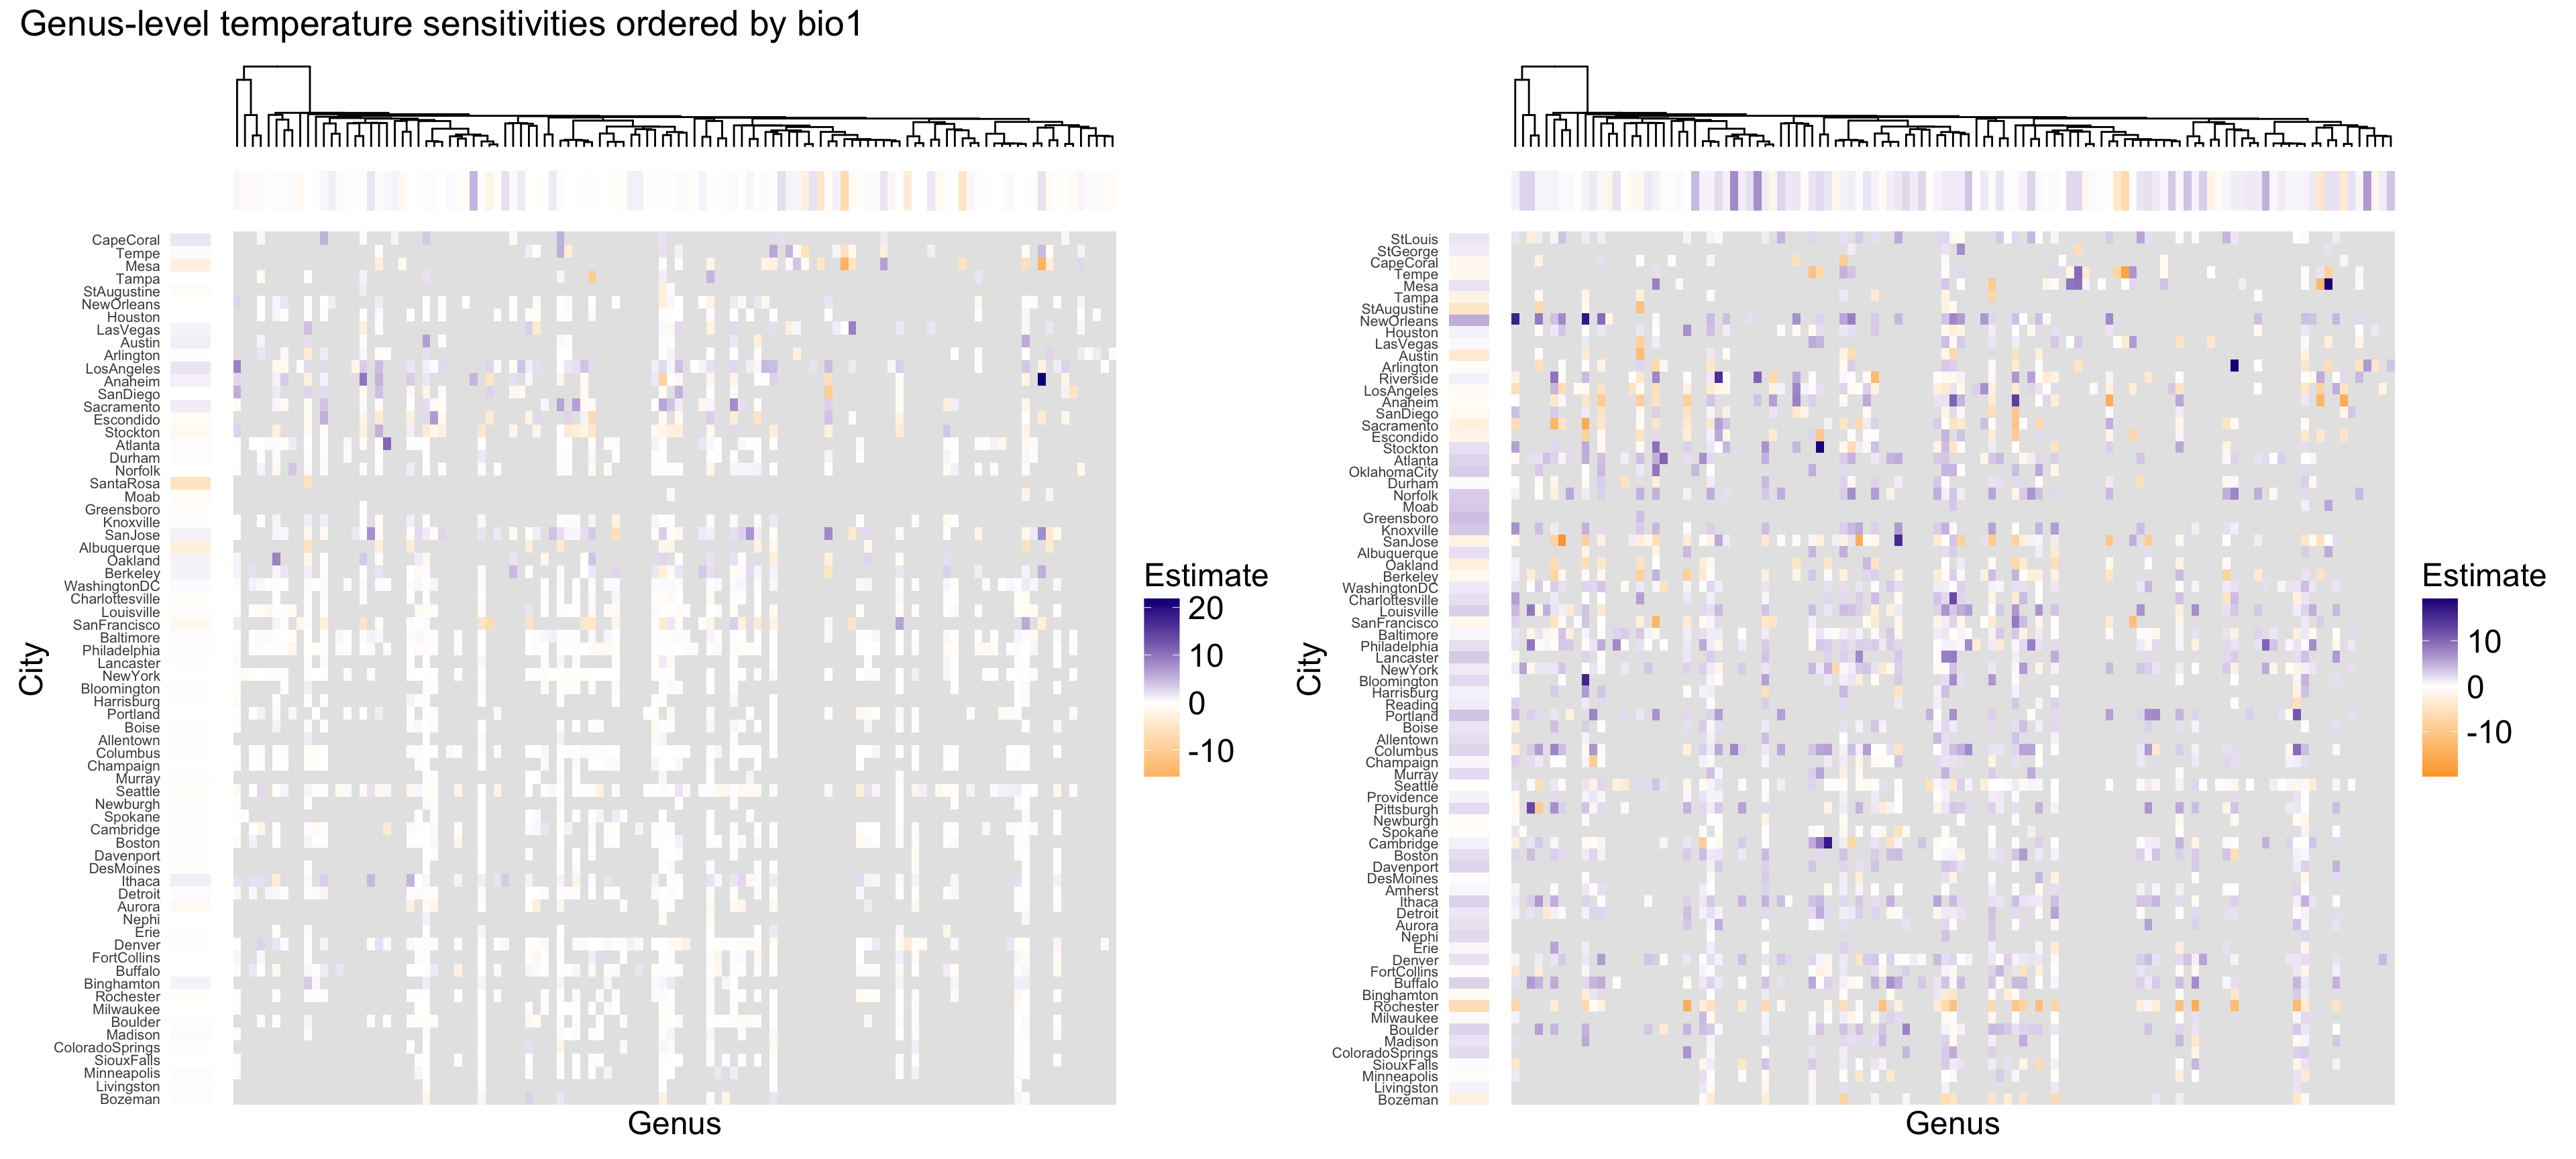 Genus-level temperature sensitivities ordered by bio1
CapeCoral
Tempe
Mesa
Tampa
StAugustine
NewOrleans
Houston
LasVegas
Austin
Arlington
LosAngeles
Anaheim
SanDiego
Sacramento
Escondido
Stockton
Atlanta
Durham
Norfolk
SantaRosa
Moab
Greensboro
Knoxville
SanJose
Albuquerque
Oakland
Berkeley
WashingtonDC
Charlottesville
Louisville
SanFrancisco
Baltimore
Philadelphia
Lancaster
NewYork
Bloomington
Harrisburg
Portland
Boise
Allentown
Columbus
Champaign
Murray
Seattle
Newburgh
Spokane
Cambridge
Boston
Davenport
DesMoines
Ithaca
Detroit
Aurora
Nephi
Erie
Denver
FortCollins
Buffalo
Binghamton
Rochester
Milwaukee
Boulder
Madison
ColoradoSprings
SiouxFalls
Minneapolis
Livingston
Bozeman
City
Genus
Estimate
20
10
0
-10
StLouis
StGeorge
CapeCoral
Tempe
Mesa
Tampa
StAugustine
NewOrleans
Houston
LasVegas
Austin
Arlington
Riverside
LosAngeles
Anaheim
SanDiego
Sacramento
Escondido
Stockton
Atlanta
OklahomaCity
Durham
Norfolk
Moab
Greensboro
Knoxville
SanJose
Albuquerque
Oakland
Berkeley
WashingtonDC
Charlottesville
Louisville
SanFrancisco
Baltimore
Philadelphia
Lancaster
NewYork
Bloomington
Harrisburg
Reading
Portland
Boise
Allentown
Columbus
Champaign
Murray
Seattle
Providence
Pittsburgh
Newburgh
Spokane
Cambridge
Boston
Davenport
DesMoines
Amherst
Ithaca
Detroit
Aurora
Nephi
Erie
Denver
FortCollins
Buffalo
Binghamton
Rochester
Milwaukee
Boulder
Madison
ColoradoSprings
SiouxFalls
Minneapolis
Livingston
Bozeman
City
Genus
Estimate
10
0
-10